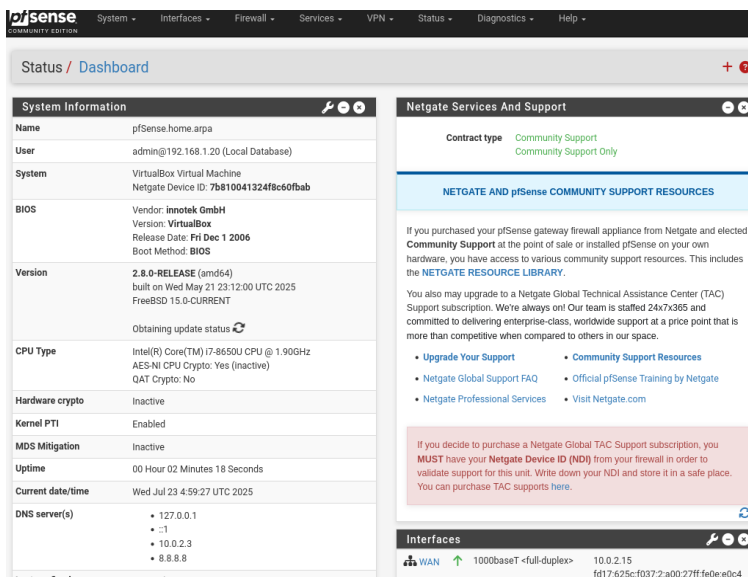 pfsense
COMMUNITY EDITION
System Interfaces Firewall Services VPN Status Diagnostics Help
Status / Dashboard
System Information
Name pfSense.home.arpa
User admin@192.168.1.20 (Local Database)
System VirtualBox Virtual Machine
Netgate Device ID: 7b810041324f8c60fbab
BIOS Vendor: innotek GmbH
Version: VirtualBox
Release Date: Fri Dec 1 2006
Boot Method: BIOS
Version 2.8.0-RELEASE (amd64)
built on Wed May 21 23:12:00 UTC 2025
FreeBSD 15.0-CURRENT
Obtaining update status
CPU Type Intel(R) Core(TM) i7-8650U CPU @ 1.90GHz
AES-NI CPU Crypto: Yes (inactive)
QAT Crypto: No
Hardware crypto Inactive
Kernel PTI Enabled
MDS Mitigation Inactive
Uptime 00 Hour 02 Minutes 18 Seconds
Current date/time Wed Jul 23 4:59:27 UTC 2025
DNS server(s) • 127.0.0.1
• ::1
• 10.0.2.3
• 8.8.8.8
Netgate Services And Support
Contract type Community Support
Community Support Only
NETGATE AND pfSense COMMUNITY SUPPORT RESOURCES
If you purchased your pfSense gateway firewall appliance from Netgate and elected
Community Support at the point of sale or installed pfSense on your own
hardware, you have access to various community support resources. This includes
the NETGATE RESOURCE LIBRARY.
You also may upgrade to a Netgate Global Technical Assistance Center (TAC)
Support subscription. We're always on! Our team is staffed 24x7x365 and
committed to delivering enterprise-class, worldwide support at a price point that is
more than competitive when compared to others in our space.
• Upgrade Your Support • Community Support Resources
• Netgate Global Support FAQ • Official pfSense Training by Netgate
• Netgate Professional Services • Visit Netgate.com
If you decide to purchase a Netgate Global TAC Support subscription, you
MUST have your Netgate Device ID (NDI) from your firewall in order to
validate support for this unit. Write down your NDI and store it in a safe place.
You can purchase TAC supports here.
Interfaces
WAN 1000baseT <full-duplex> 10.0.2.15
fd17:625c:f037:2:a00:27ff:fe0e:e0c4